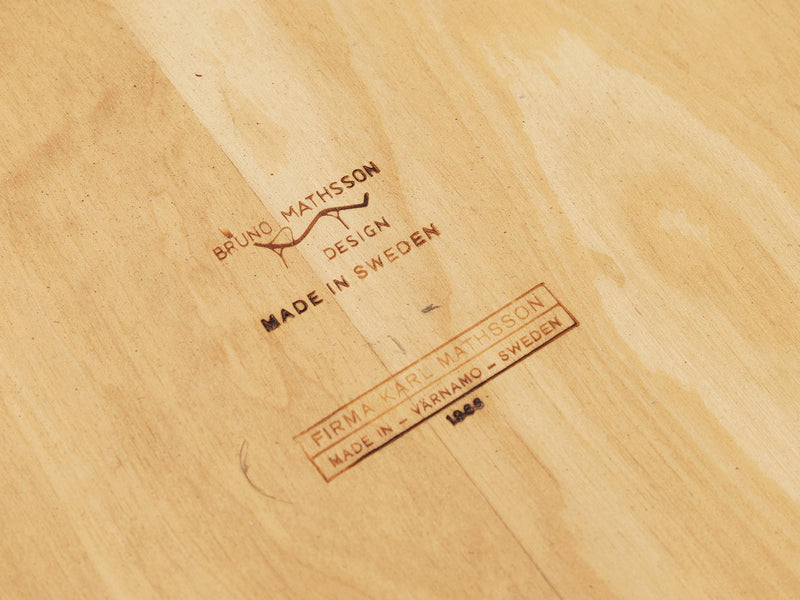 BRUNO MATHSSON
DESIGN
MADE IN SWEDEN
FIRMA KARL MATHSSON
MADE IN – VÄRNAMO – SWEDEN